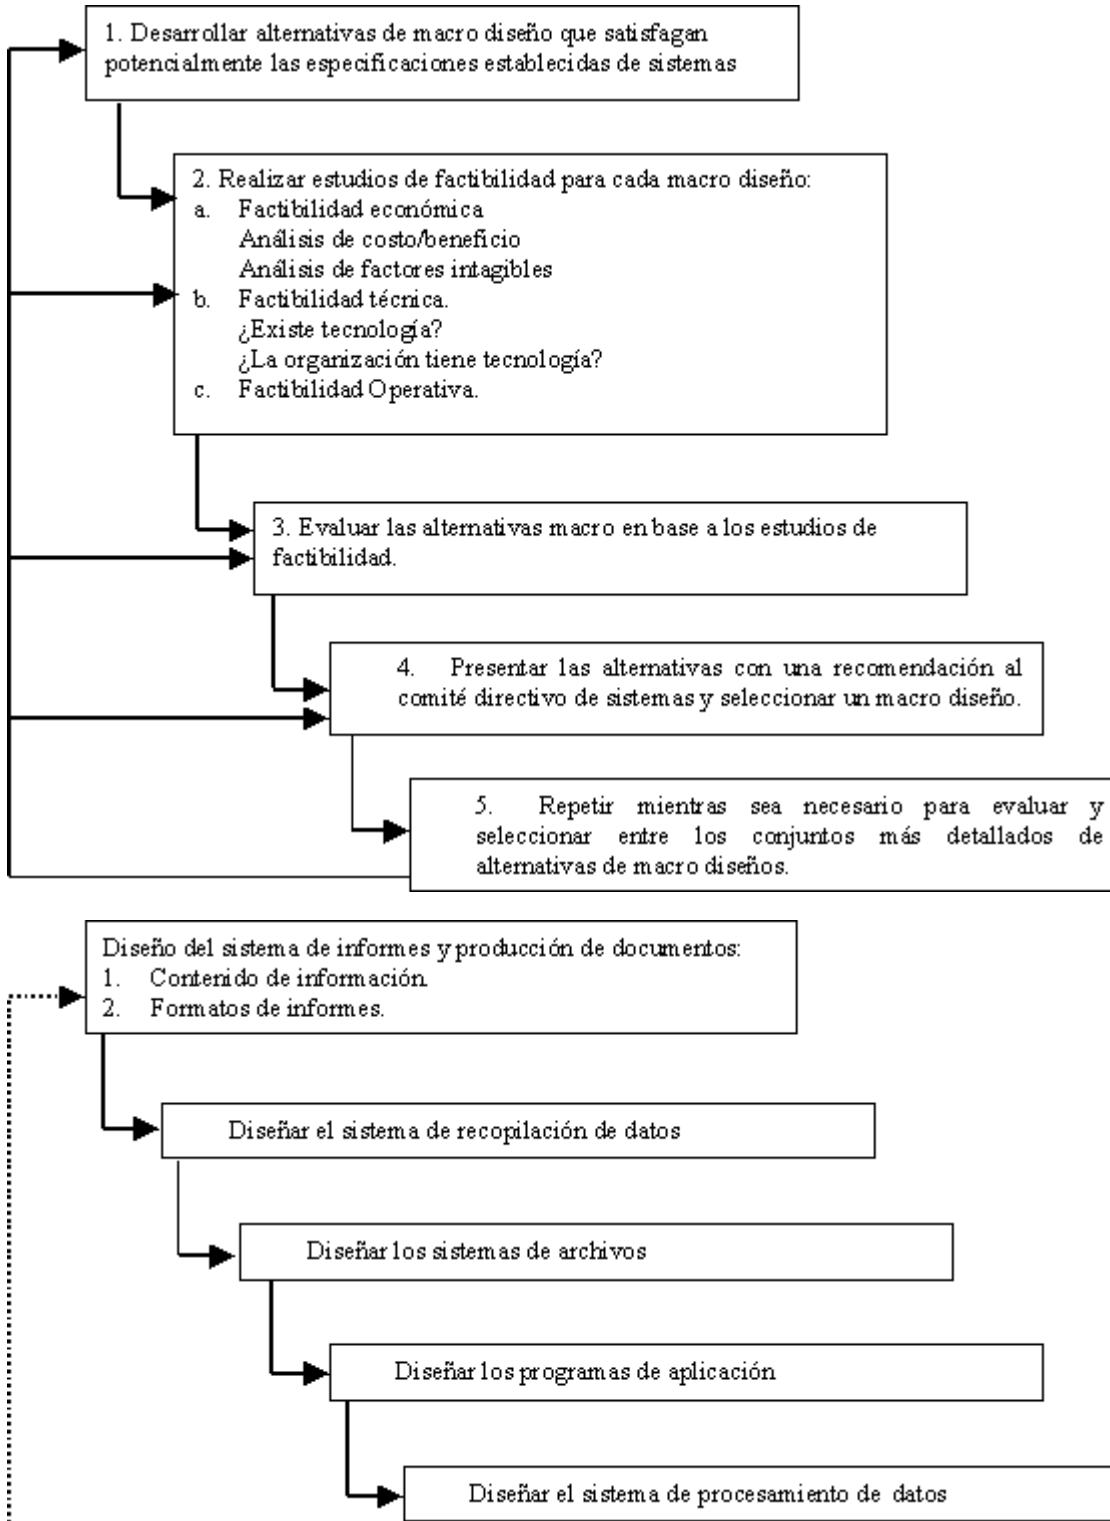 1. Desarrollar alternativas de macro diseño que satisfagan
potencialmente las especificaciones establecidas de sistemas
2. Realizar estudios de factibilidad para cada macro diseño:
a. Factibilidad económica
Análisis de costo/beneficio
Análisis de factores intagibles
b. Factibilidad técnica.
¿Existe tecnología?
¿La organización tiene tecnología?
c. Factibilidad Operativa.
3. Evaluar las alternativas macro en base a los estudios de
factibilidad.
4. Presentar las alternativas con una recomendación al
comité directivo de sistemas y seleccionar un macro diseño.
5. Repetir mientras sea necesario para evaluar y
seleccionar entre los conjuntos más detallados de
alternativas de macro diseños.
Diseño del sistema de informes y producción de documentos:
1. Contenido de información.
2. Formatos de informes.
Diseñar el sistema de recopilación de datos
Diseñar los sistemas de archivos
Diseñar los programas de aplicación
Diseñar el sistema de procesamiento de datos